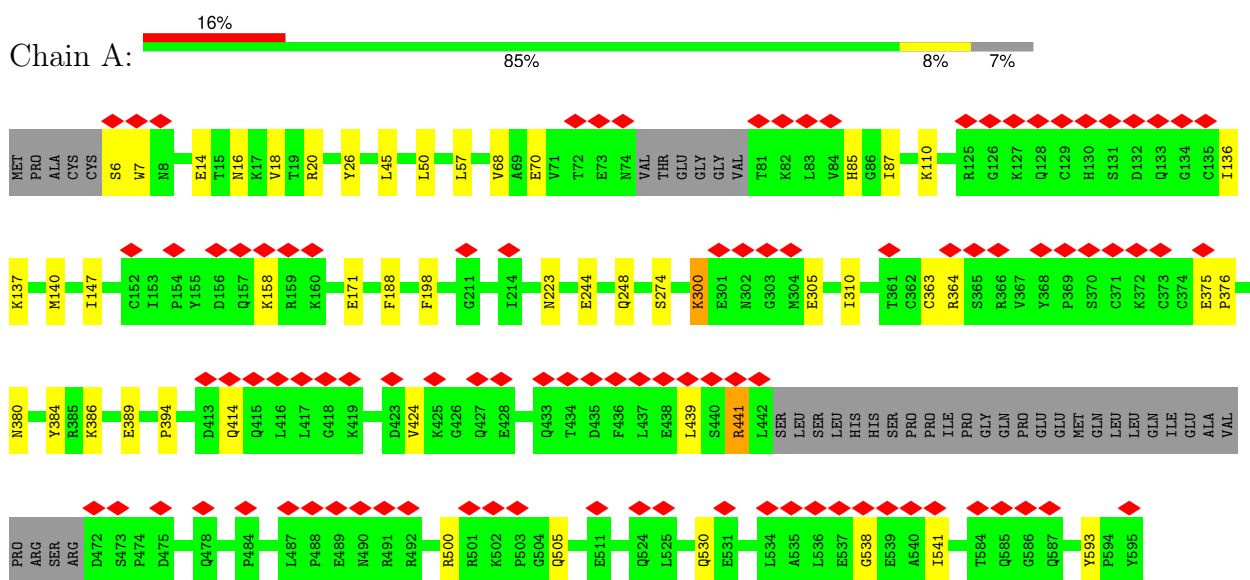 16%
Chain A:
85% 8% 7%
MET PRO ALA CYS CYS S6 W7 N8 E14 T15 N16 K17 V18 T19 R20 Y26 L45 L50 L57 V68 A69 E70 V71 T72 E73 N74 VAL THR GLU GLY GLY VAL T81 K82 L83 V84 H85 G86 I87 K110 R125 G126 K127 Q128 C129 H130 S131 D132 Q133 G134 C135 I136
K137 M140 I147 C152 I153 P154 Y155 D156 Q157 K158 R159 K160 E171 F188 F198 G211 I214 N223 E244 Q248 S274 K300 E301 N302 G303 M304 E305 I310 T361 C362 C363 R364 S365 R366 V367 Y368 P369 S370 C371 K372 C373 C374 E375 P376
N380 Y384 R385 K386 E389 P394 D413 Q414 Q415 L416 L417 G418 K419 D423 V424 K425 G426 Q427 E428 Q433 T434 D435 F436 L437 E438 L439 S440 R441 L442 SER LEU SER LEU HIS HIS SER PRO PRO ILE PRO GLY GLN PRO GLU GLU MET GLN LEU LEU GLN ILE GLU ALA VAL
PRO ARG SER ARG D472 S473 P474 D475 Q478 P484 L487 P488 E489 N490 R491 R492 R500 R501 K502 P503 G504 Q505 E511 Q524 L525 Q530 E531 L534 A535 L536 E537 G538 E539 A540 I541 T584 Q585 G586 Q587 Y593 P594 Y595